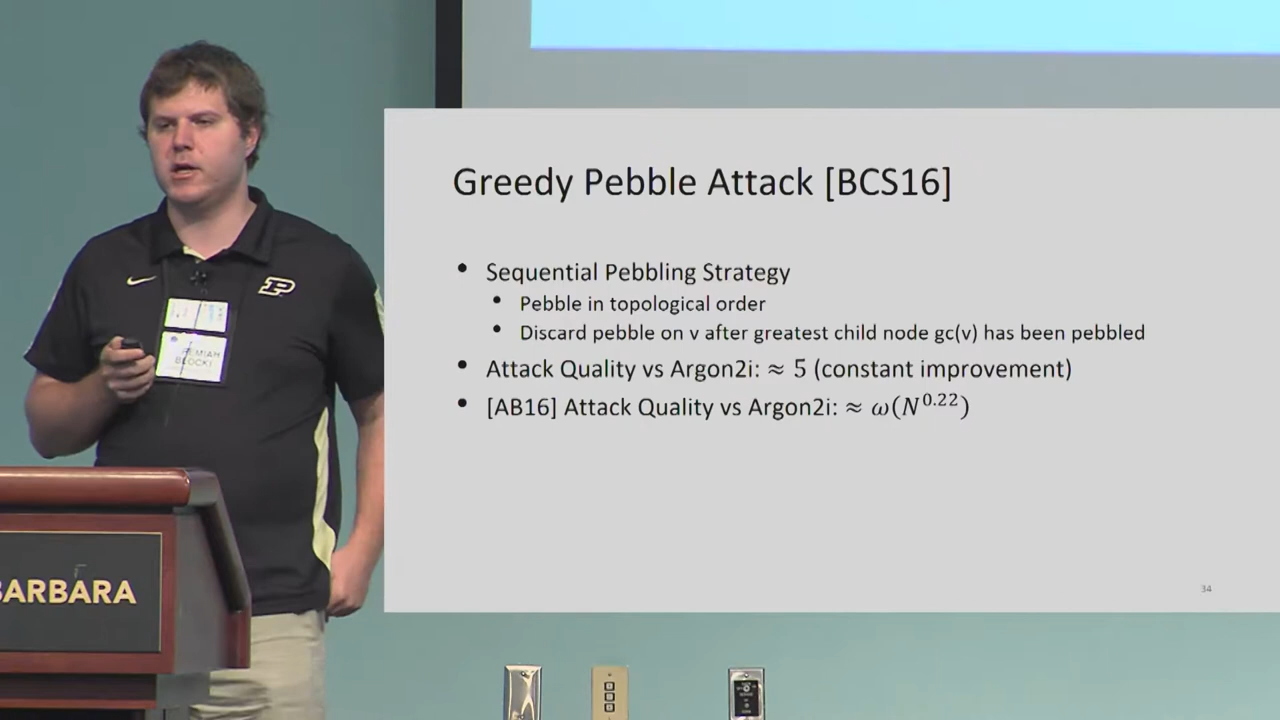 Greedy Pebble Attack [BCS16]
• Sequential Pebbling Strategy
• Pebble in topological order
• Discard pebble on v after greatest child node gc(v) has been pebbled
• Attack Quality vs Argon2i: ≈ 5 (constant improvement)
• [AB16] Attack Quality vs Argon2i: ≈ ω(N^0.22)
34
P
REMIAH
BLOCKI
BARBARA